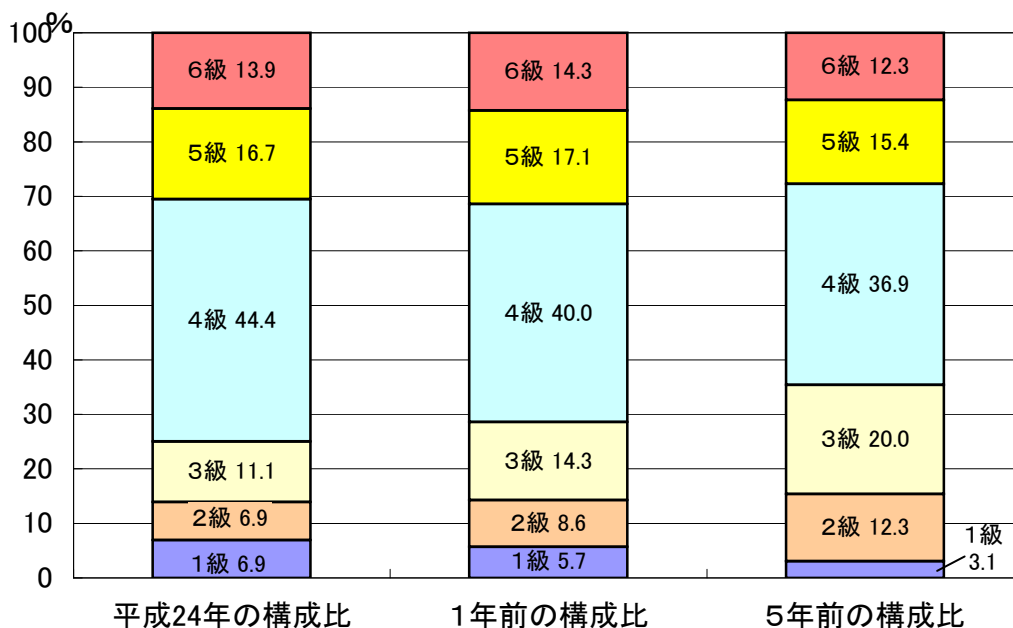 %
100
90
80
70
60
50
40
30
20
10
0
６級 13.9
５級 16.7
４級 44.4
３級 11.1
２級 6.9
１級 6.9
６級 14.3
５級 17.1
４級 40.0
３級 14.3
２級 8.6
１級 5.7
６級 12.3
５級 15.4
４級 36.9
３級 20.0
２級 12.3
１級
3.1
平成24年の構成比
１年前の構成比
５年前の構成比